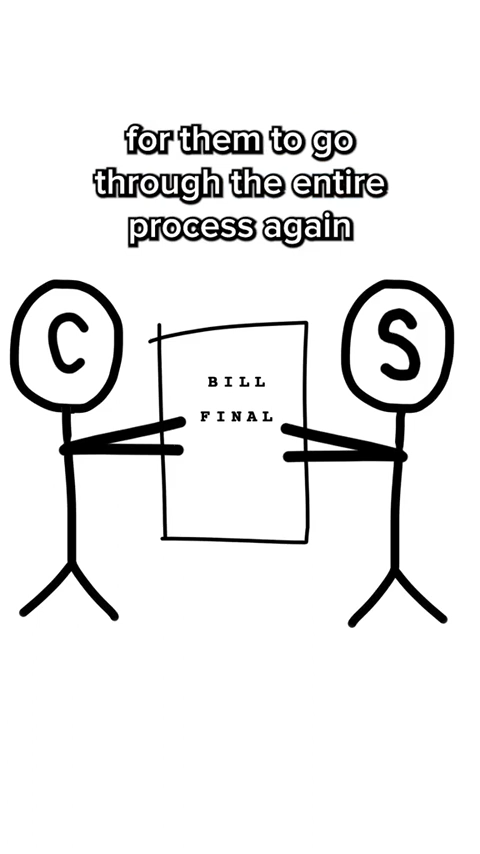 for them to go
through the entire
process again
C
S
BILL
FINAL